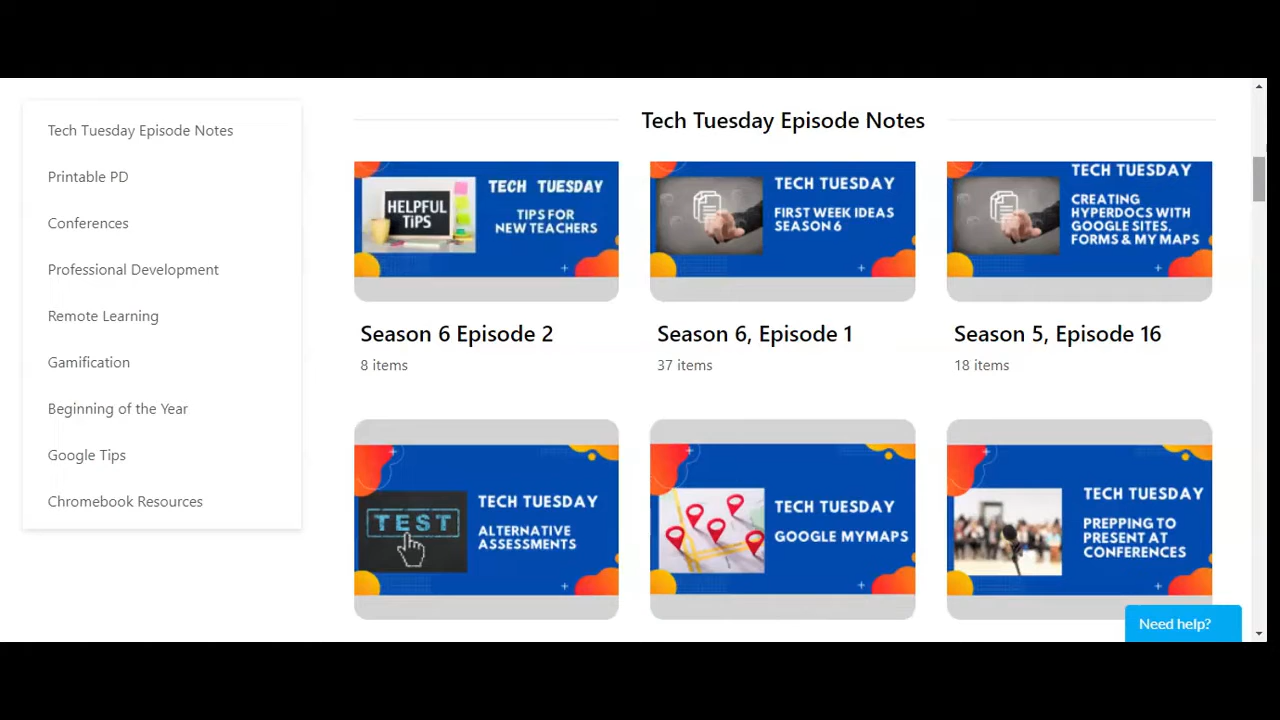 Tech Tuesday Episode Notes
Printable PD
Conferences
Professional Development
Remote Learning
Gamification
Beginning of the Year
Google Tips
Chromebook Resources
Tech Tuesday Episode Notes
HELPFUL
TIPS
TECH TUESDAY
TIPS FOR
NEW TEACHERS
Season 6 Episode 2
8 items
TECH TUESDAY
FIRST WEEK IDEAS
SEASON 6
Season 6, Episode 1
37 items
TECH TUESDAY
CREATING
HYPERDOCS WITH
GOOGLE SITES,
FORMS & MY MAPS
Season 5, Episode 16
18 items
TEST
TECH TUESDAY
ALTERNATIVE
ASSESSMENTS
TECH TUESDAY
GOOGLE MYMAPS
TECH TUESDAY
PREPPING TO
PRESENT AT
CONFERENCES
Need help?